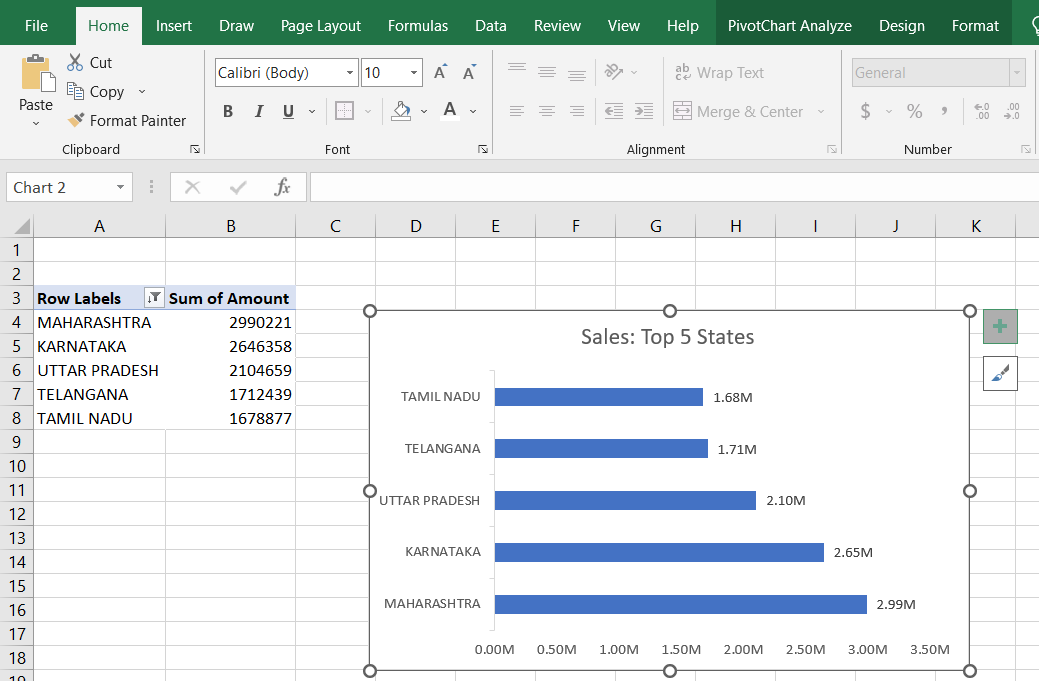 File Home Insert Draw Page Layout Formulas Data Review View Help PivotChart Analyze Design Format
Cut
Copy
Format Painter
Paste
Clipboard
Calibri (Body) 10 A A
B I U A
Font
ab c Wrap Text
Merge & Center
Alignment
General
$ % , .0 .00 .00 .0
Number
Chart 2 fx
A B C D E F G H I J K
1
2
3 Row Labels Sum of Amount
4 MAHARASHTRA 2990221
5 KARNATAKA 2646358
6 UTTAR PRADESH 2104659
7 TELANGANA 1712439
8 TAMIL NADU 1678877
9
10
11
12
13
14
15
16
17
18
19
Sales: Top 5 States
TAMIL NADU 1.68M
TELANGANA 1.71M
UTTAR PRADESH 2.10M
KARNATAKA 2.65M
MAHARASHTRA 2.99M
0.00M 0.50M 1.00M 1.50M 2.00M 2.50M 3.00M 3.50M